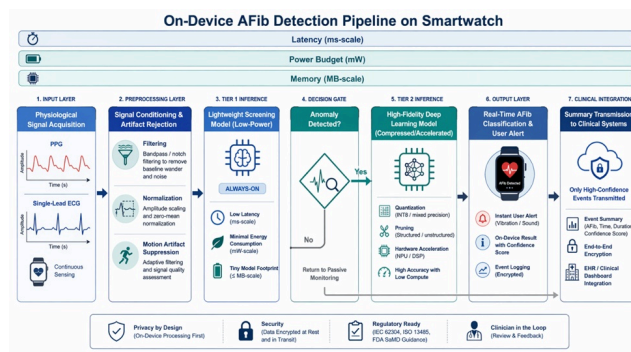 On-Device AFib Detection Pipeline on Smartwatch
Latency (ms-scale)
Power Budget (mW)
Memory (MB-scale)
1. INPUT LAYER
Physiological
Signal Acquisition
PPG
Amplitude
Time (s)
Single-Lead ECG
Amplitude
Time (s)
Continuous
Sensing
2. PREPROCESSING LAYER
Signal Conditioning &
Artifact Rejection
Filtering
Bandpass / notch
filtering to remove
baseline wander
and noise
Normalization
Amplitude scaling
and zero-mean
normalization
Motion Artifact
Suppression
Adaptive filtering
and signal quality
assessment
3. TIER 1 INFERENCE
Lightweight Screening
Model (Low-Power)
ALWAYS-ON
Low Latency
(ms-scale)
Minimal Energy
Consumption
(mW-scale)
Tiny Model Footprint
(≤ MB-scale)
4. DECISION GATE
Anomaly
Detected?
Yes
No
Return to Passive
Monitoring
5. TIER 2 INFERENCE
High-Fidelity Deep
Learning Model
(Compressed/Accelerated)
Quantization
(INT8 / mixed precision)
Pruning
(Structured / unstructured)
Hardware Acceleration
(NPU / DSP)
High Accuracy with
Low Compute
6. OUTPUT LAYER
Real-Time AFib
Classification &
User Alert
AFib Detected
Instant User Alert
(Vibration / Sound)
On-Device Result
with Confidence
Score
Event Logging
(Encrypted)
7. CLINICAL INTEGRATION
Summary Transmission
to Clinical Systems
Only High-Confidence
Events Transmitted
Event Summary
(AFib, Time, Duration
Confidence Score)
End-to-End
Encryption
EHR / Clinical
Dashboard
Integration
Privacy by Design
(On-Device Processing First)
Security
(Data Encrypted at Rest
and in Transit)
Regulatory Ready
(IEC 62304, ISO 13485,
FDA SaMD Guidance)
Clinician in the Loop
(Review & Feedback)